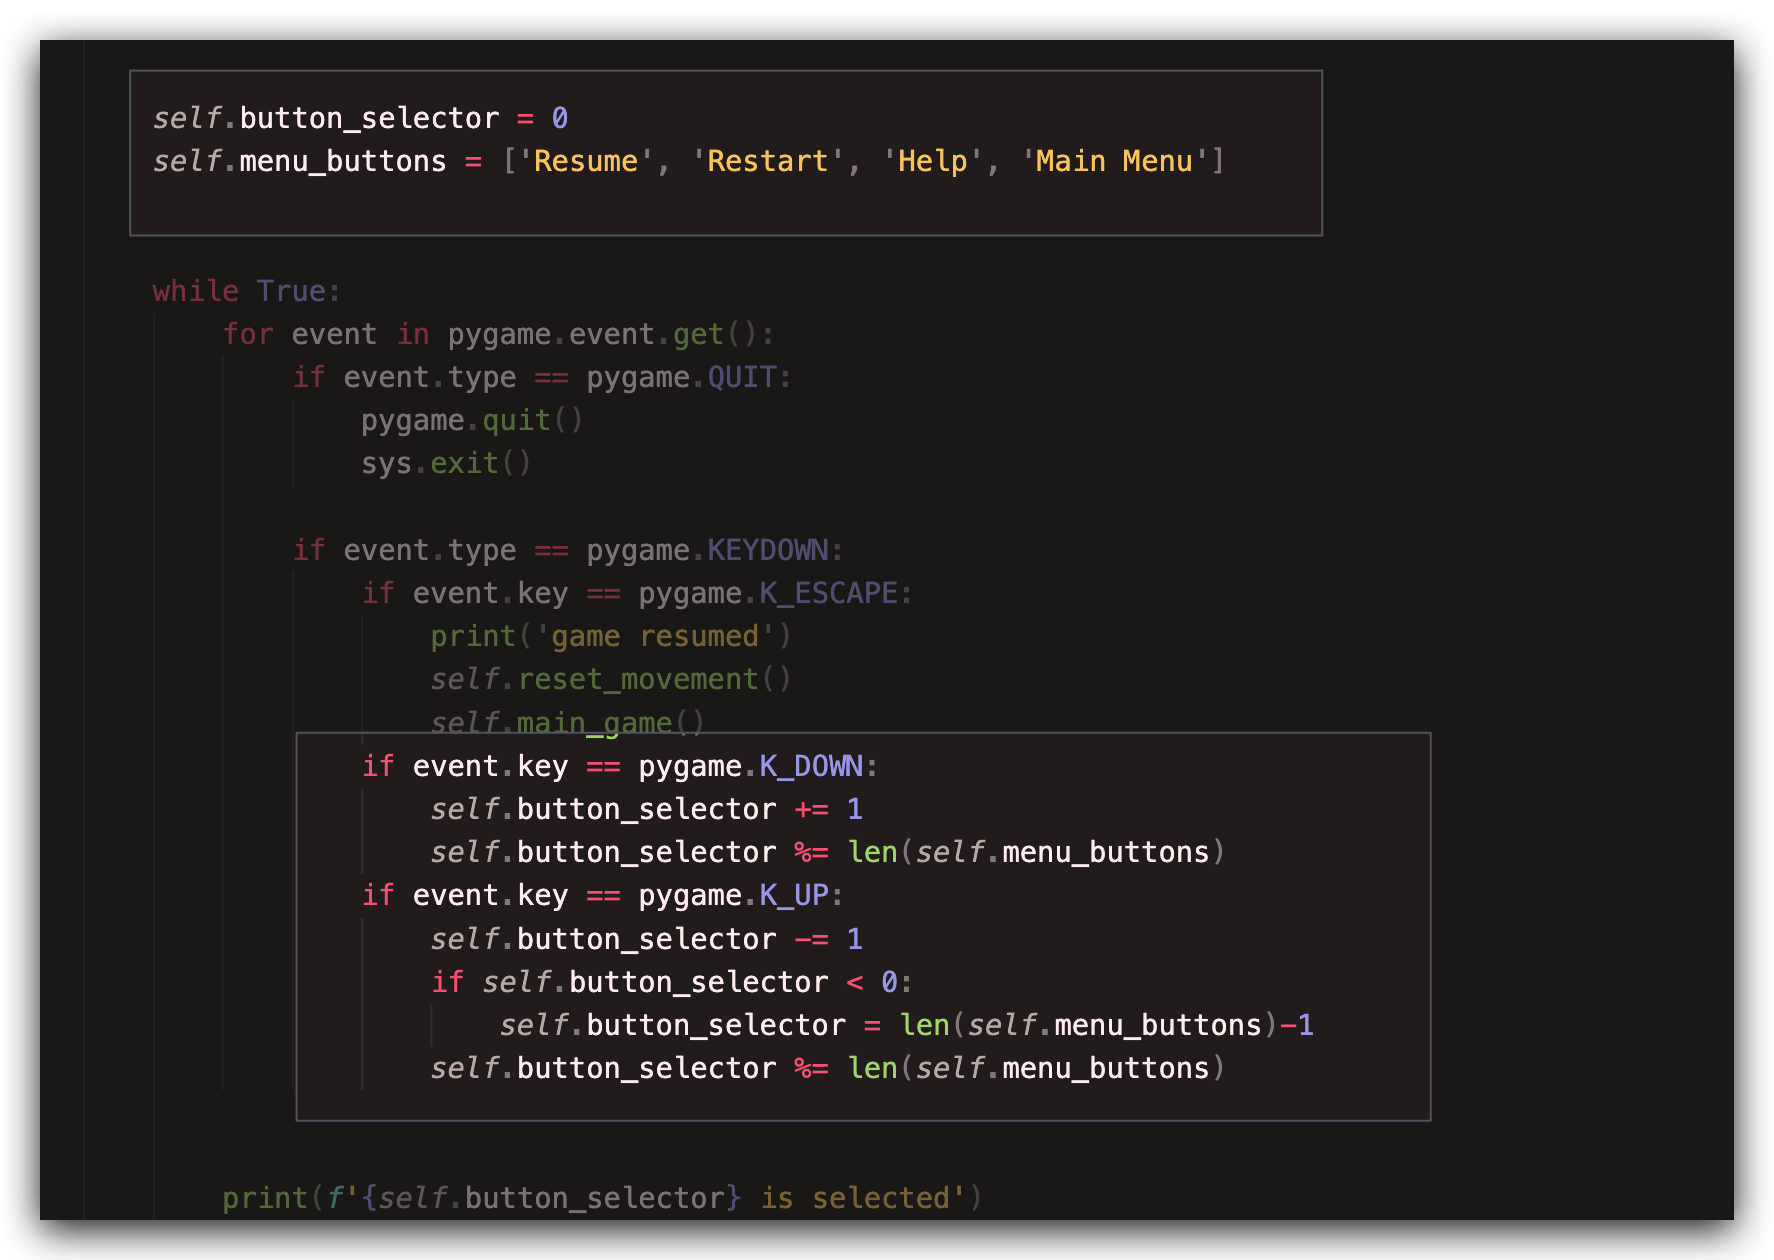 self.button_selector = 0
self.menu_buttons = ['Resume', 'Restart', 'Help', 'Main Menu']
while True:
for event in pygame.event.get():
if event.type == pygame.QUIT:
pygame.quit()
sys.exit()
if event.type == pygame.KEYDOWN:
if event.key == pygame.K_ESCAPE:
print('game resumed')
self.reset_movement()
self.main_game()
if event.key == pygame.K_DOWN:
self.button_selector += 1
self.button_selector %= len(self.menu_buttons)
if event.key == pygame.K_UP:
self.button_selector -= 1
if self.button_selector < 0:
self.button_selector = len(self.menu_buttons)-1
self.button_selector %= len(self.menu_buttons)
print(f'{self.button_selector} is selected')